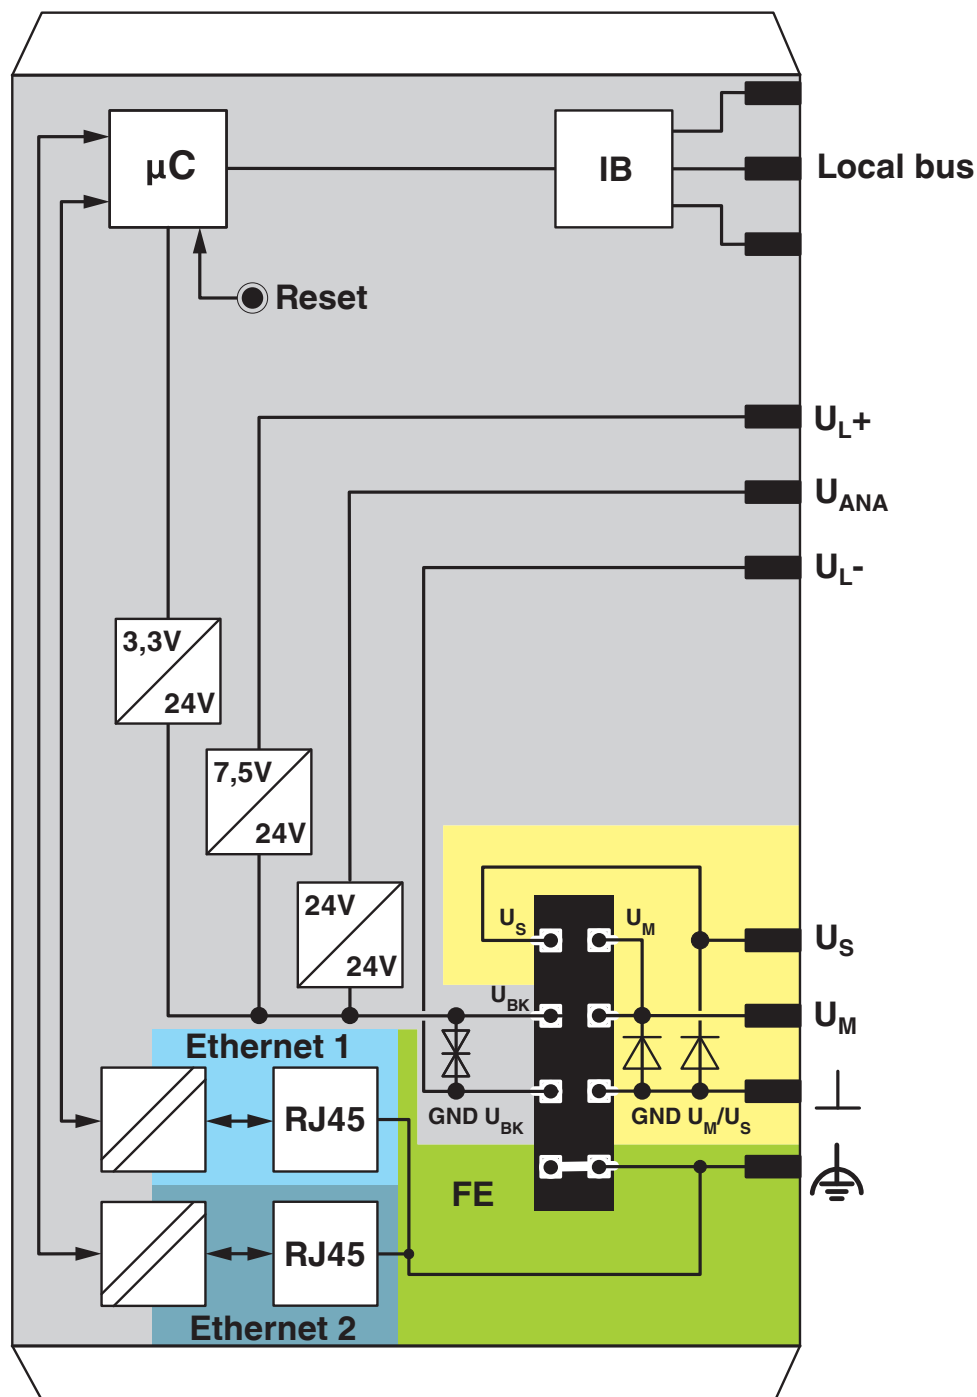 µC
IB
Local bus
Reset
UL+
UANA
UL-
3,3V
24V
7,5V
24V
24V
24V
US
UM
US
UBK
UM
Ethernet 1
RJ45
GND UBK
GND UM/US
FE
RJ45
Ethernet 2